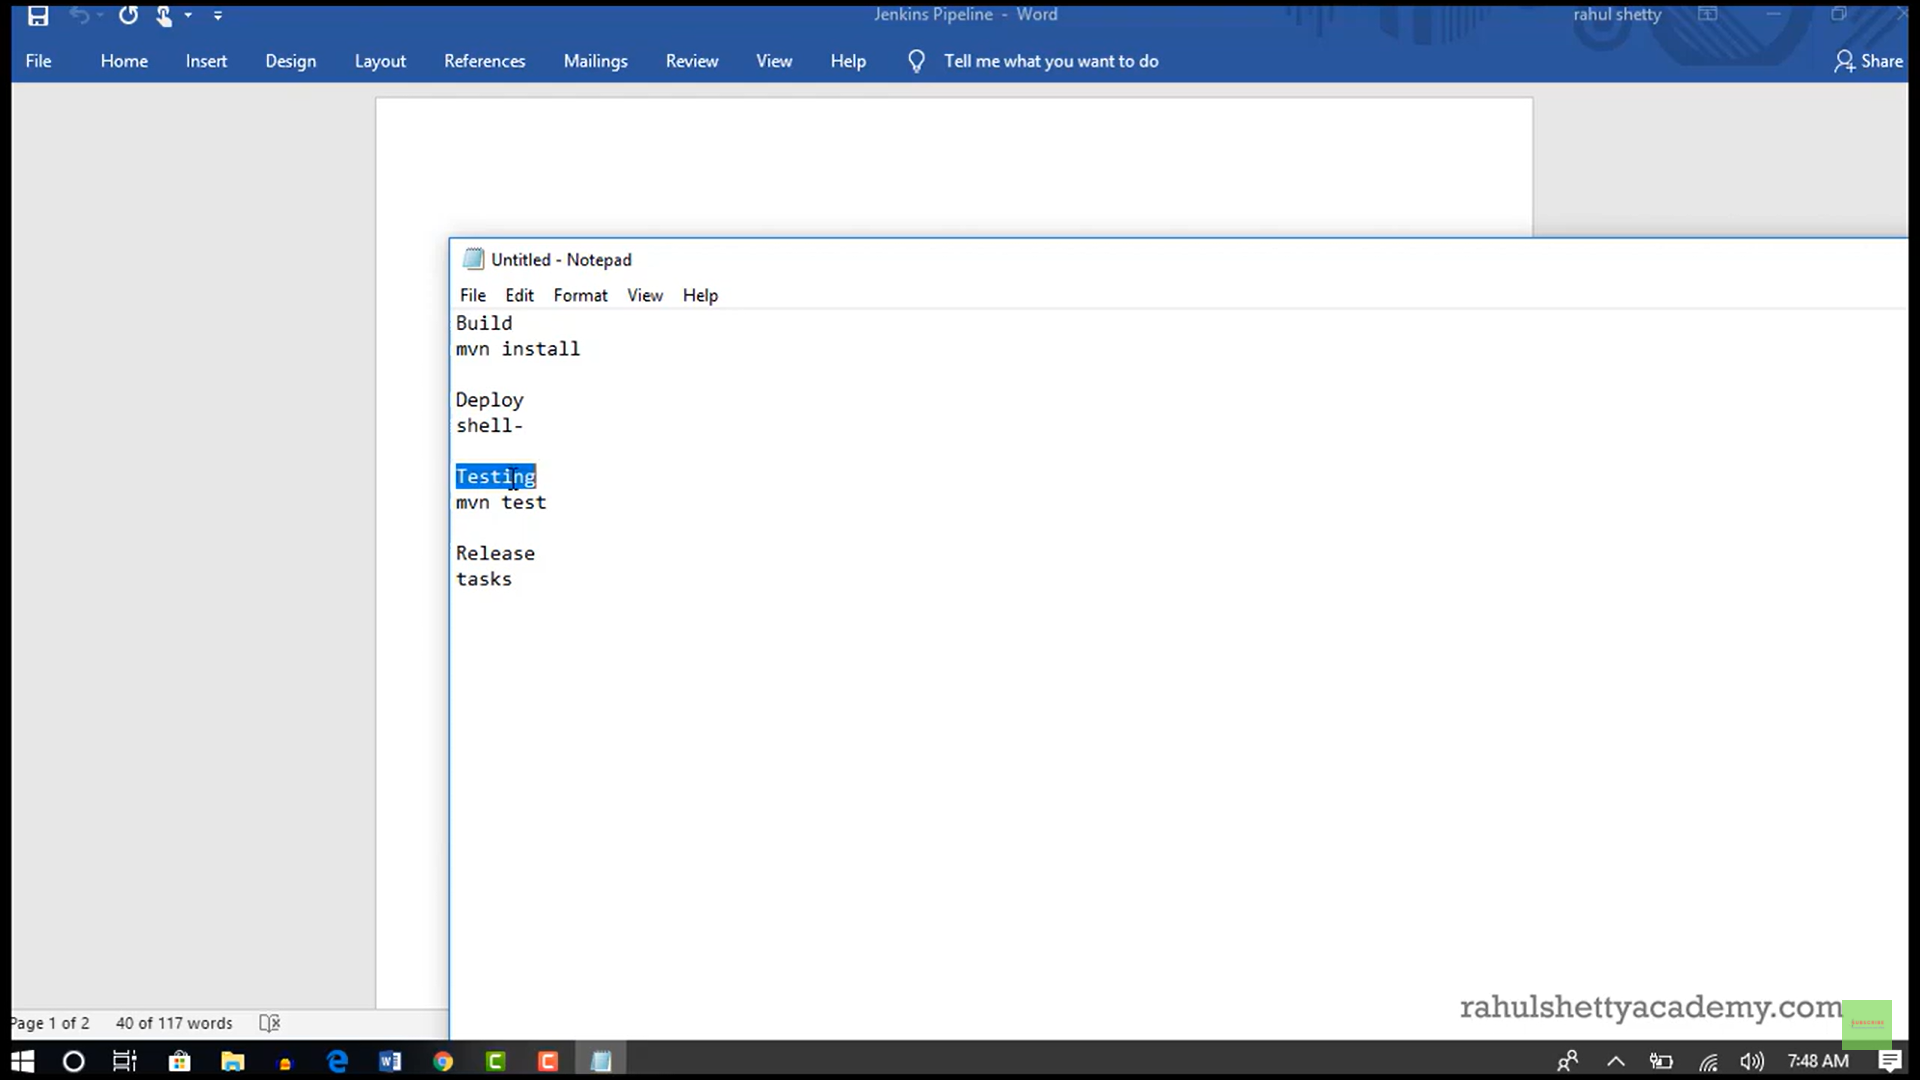 Jenkins Pipeline - Word
rahul shetty
File Home Insert Design Layout References Mailings Review View Help Tell me what you want to do Share
Untitled - Notepad
File Edit Format View Help
Build
mvn install
Deploy
shell-
Testing
mvn test
Release
tasks
rahulshettyacademy.com
SUBSCRIBE
Page 1 of 2 40 of 117 words
7:48 AM